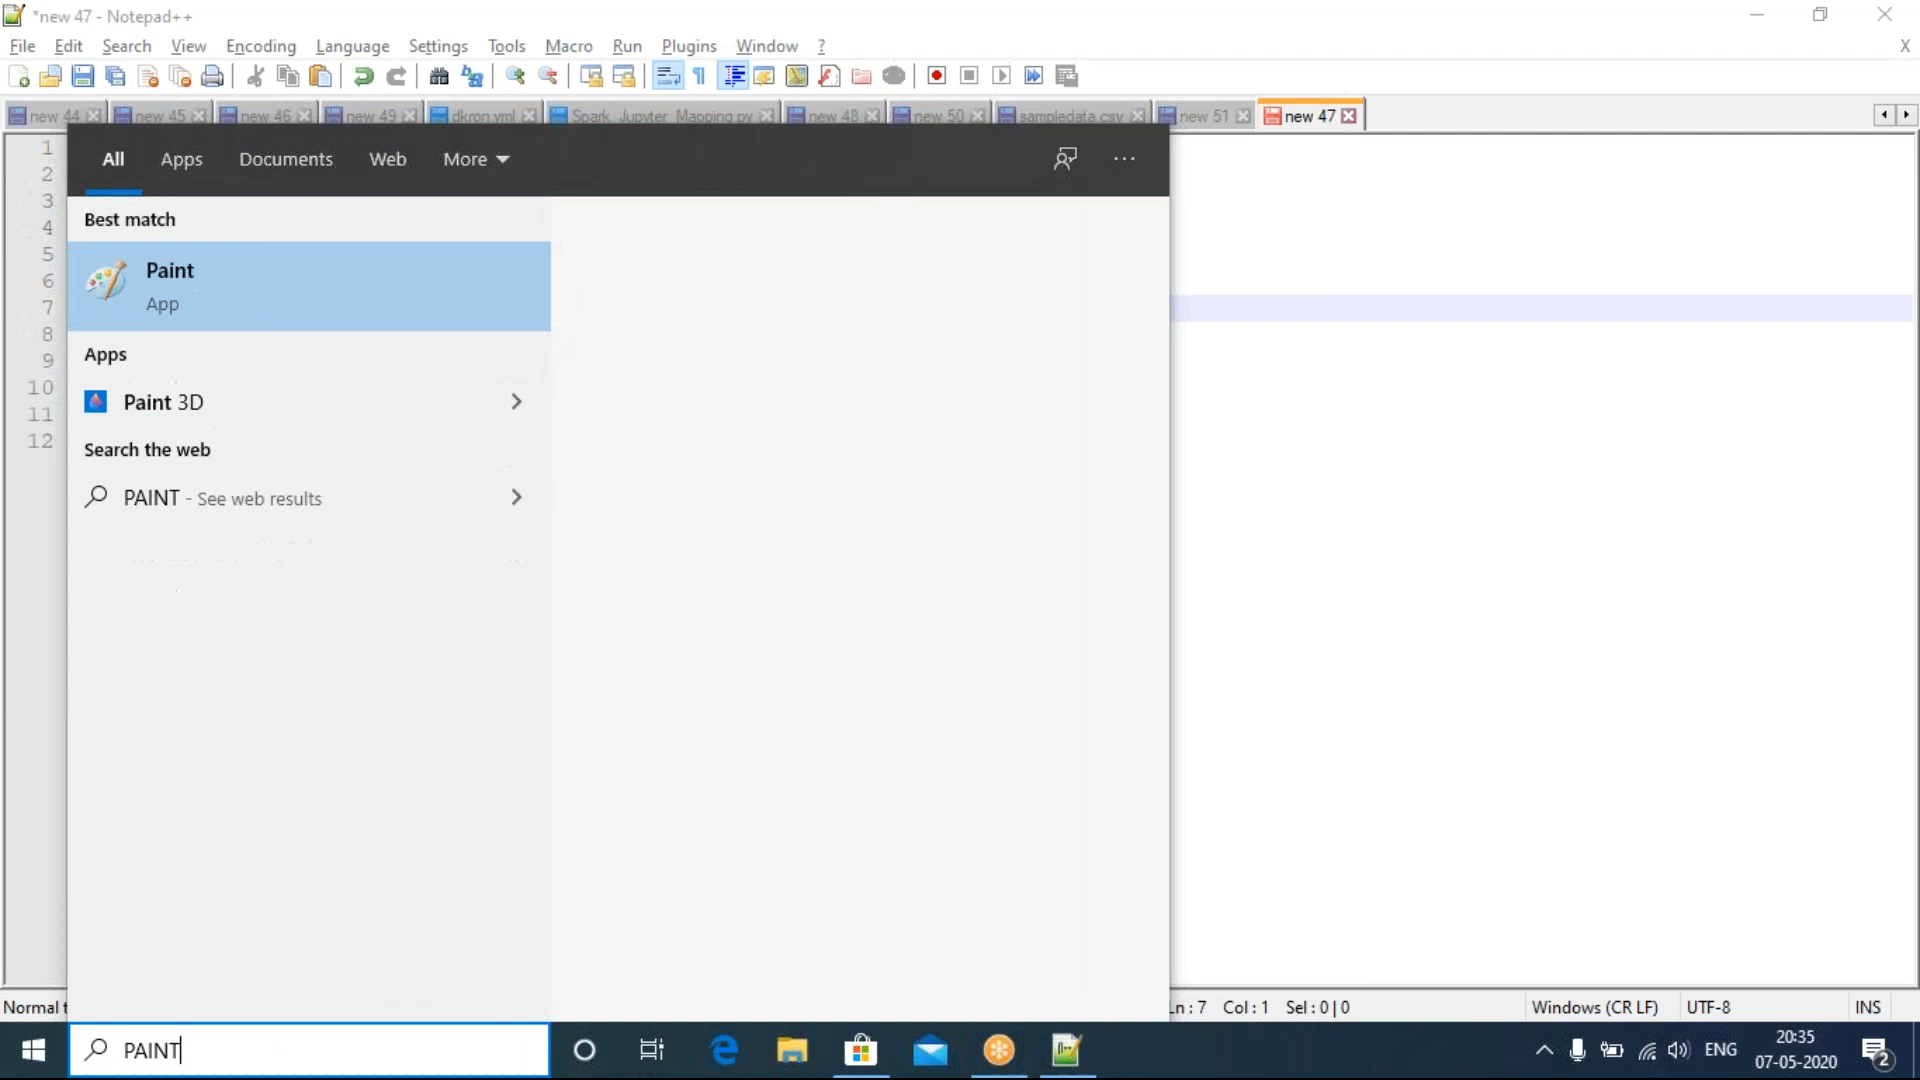 *new 47 - Notepad++
File Edit Search View Encoding Language Settings Tools Macro Run Plugins Window ? X
new 44 new 45 new 46 new 49 dkron.yml Spark_Jupyter_Mapping.py new 48 new 50 sampledata.csv new 51 new 47
1
2
3
4
5
6
7
8
9
10
11
12
All Apps Documents Web More
Best match
Paint
App
Apps
Paint 3D
Search the web
PAINT - See web results
Normal Ln : 7 Col : 1 Sel : 0 | 0 Windows (CR LF) UTF-8 INS
PAINT
ENG
20:35
07-05-2020
2